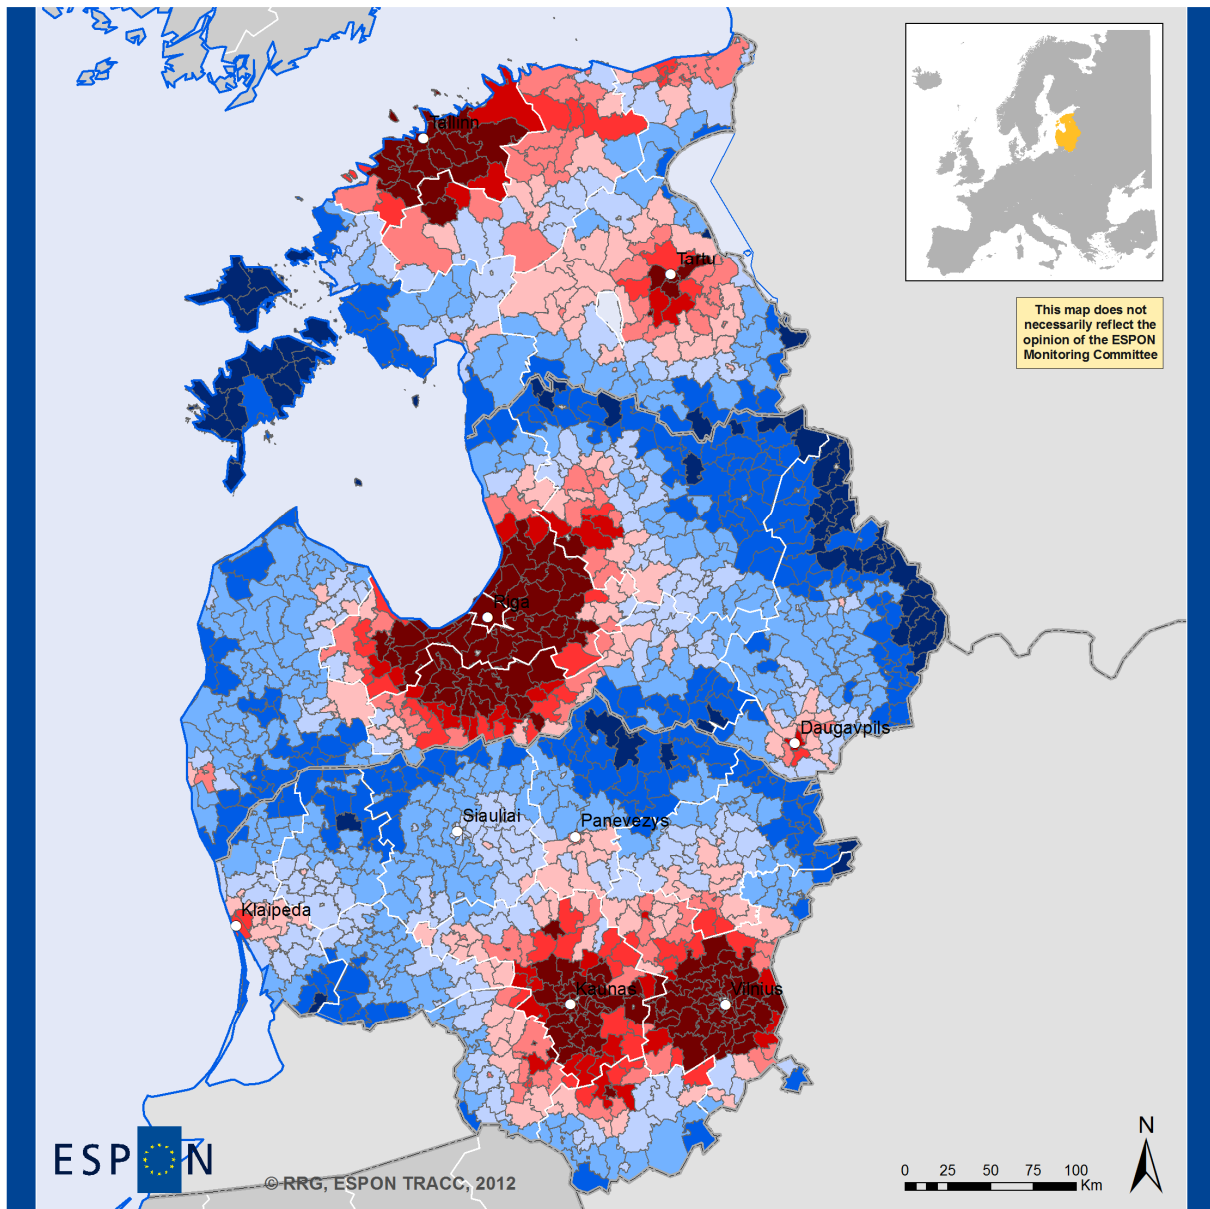 Tallinn
Tartu
This map does not
necessarily reflect the
opinion of the ESPON
Monitoring Committee
Riga
Daugavpils
Siauliai
Panevezys
Klaipeda
Kaunas
Vilnius
ESPON
© RRG, ESPON TRACC, 2012
N
0 25 50 75 100
Km